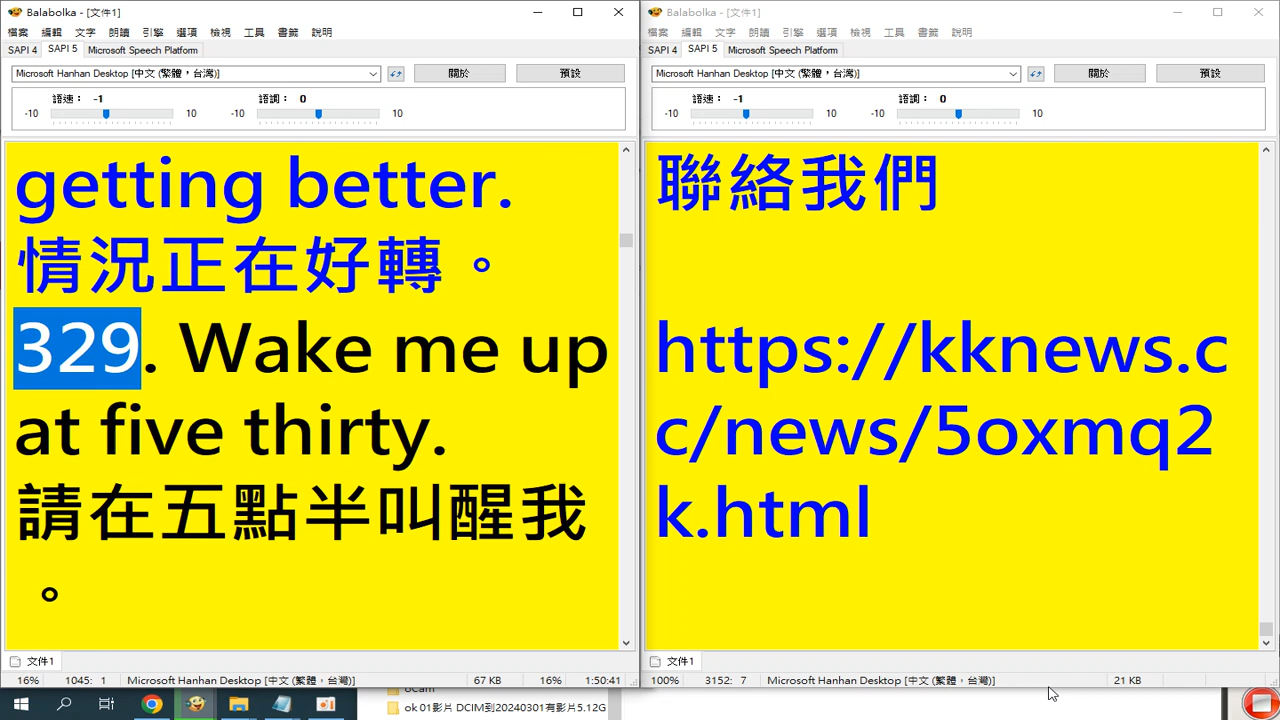 Balabolka - [文件1]
檔案 編輯 文字 朗讀 引擎 選項 檢視 工具 書籤 說明
SAPI 4 SAPI 5 Microsoft Speech Platform
Microsoft Hanhan Desktop [中文 (繁體，台灣)]
關於 預設
語速： -1 語調： 0
-10 10 -10 10
getting better.
情況正在好轉。
329. Wake me up
at five thirty.
請在五點半叫醒我
。
文件1
16% 1045: 1 Microsoft Hanhan Desktop [中文 (繁體，台灣)] 67 KB 16% 1:50:41
Balabolka - [文件1]
檔案 編輯 文字 朗讀 引擎 選項 檢視 工具 書籤 說明
SAPI 4 SAPI 5 Microsoft Speech Platform
Microsoft Hanhan Desktop [中文 (繁體，台灣)]
關於 預設
語速： -1 語調： 0
-10 10 -10 10
聯絡我們
https://kknews.c
c/news/5oxmq2
k.html
文件1
100% 3152: 7 Microsoft Hanhan Desktop [中文 (繁體，台灣)] 21 KB
oCam
ok 01影片 DCIM到20240301有影片5.12G